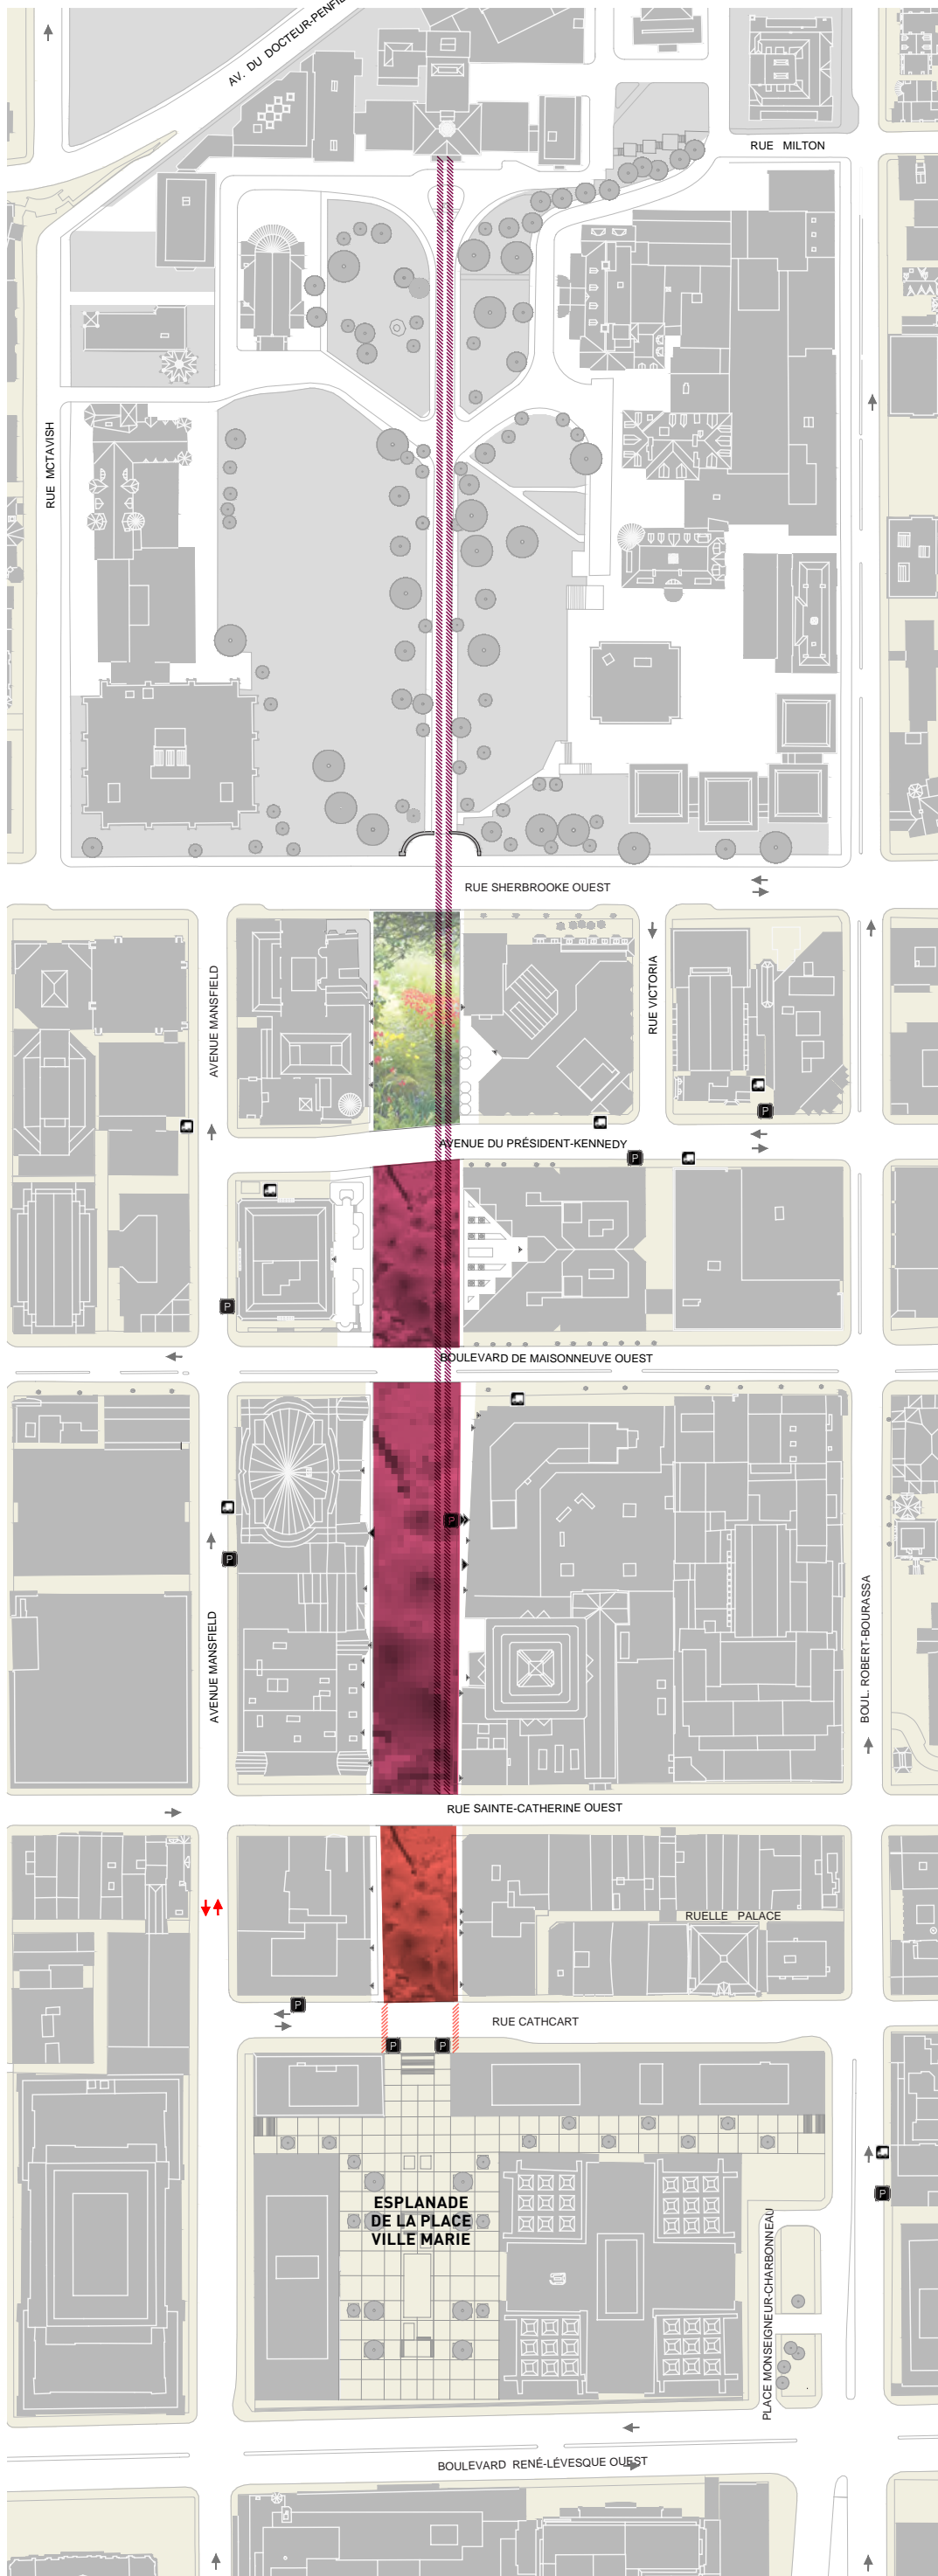 AV. DU DOCTEUR-PENFIE
RUE MILTON
RUE MCTAVISH
RUE SHERBROOKE OUEST
AVENUE MANSFIELD
RUE VICTORIA
P
AVENUE DU PRÉSIDENT-KENNEDY
P
P
BOULEVARD DE MAISONNEUVE OUEST
P
P
AVENUE MANSFIELD
BOUL. ROBERT-BOURASSA
RUE SAINTE-CATHERINE OUEST
RUELLE PALACE
P
RUE CATHCART
P
P
P
ESPLANADE
DE LA PLACE
VILLE MARIE
PLACE MONSEIGNEUR-CHARBONNEAU
BOULEVARD RENÉ-LÉVESQUE OUEST